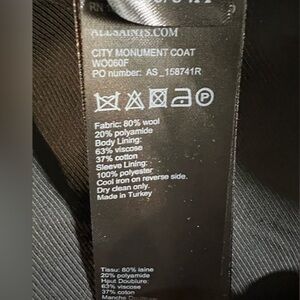 ALLSAINTS.COM
CITY MONUMENT COAT
WO060F
PO number: AS_158741R
P
Fabric: 80% wool
20% polyamide
Body Lining:
63% viscose
37% cotton
Sleeve Lining:
100% polyester
Cool iron on reverse side.
Dry clean only.
Made in Turkey
Tissu: 80% laine
20% polyamide
Haut Doublure:
63% viscose
37% coton